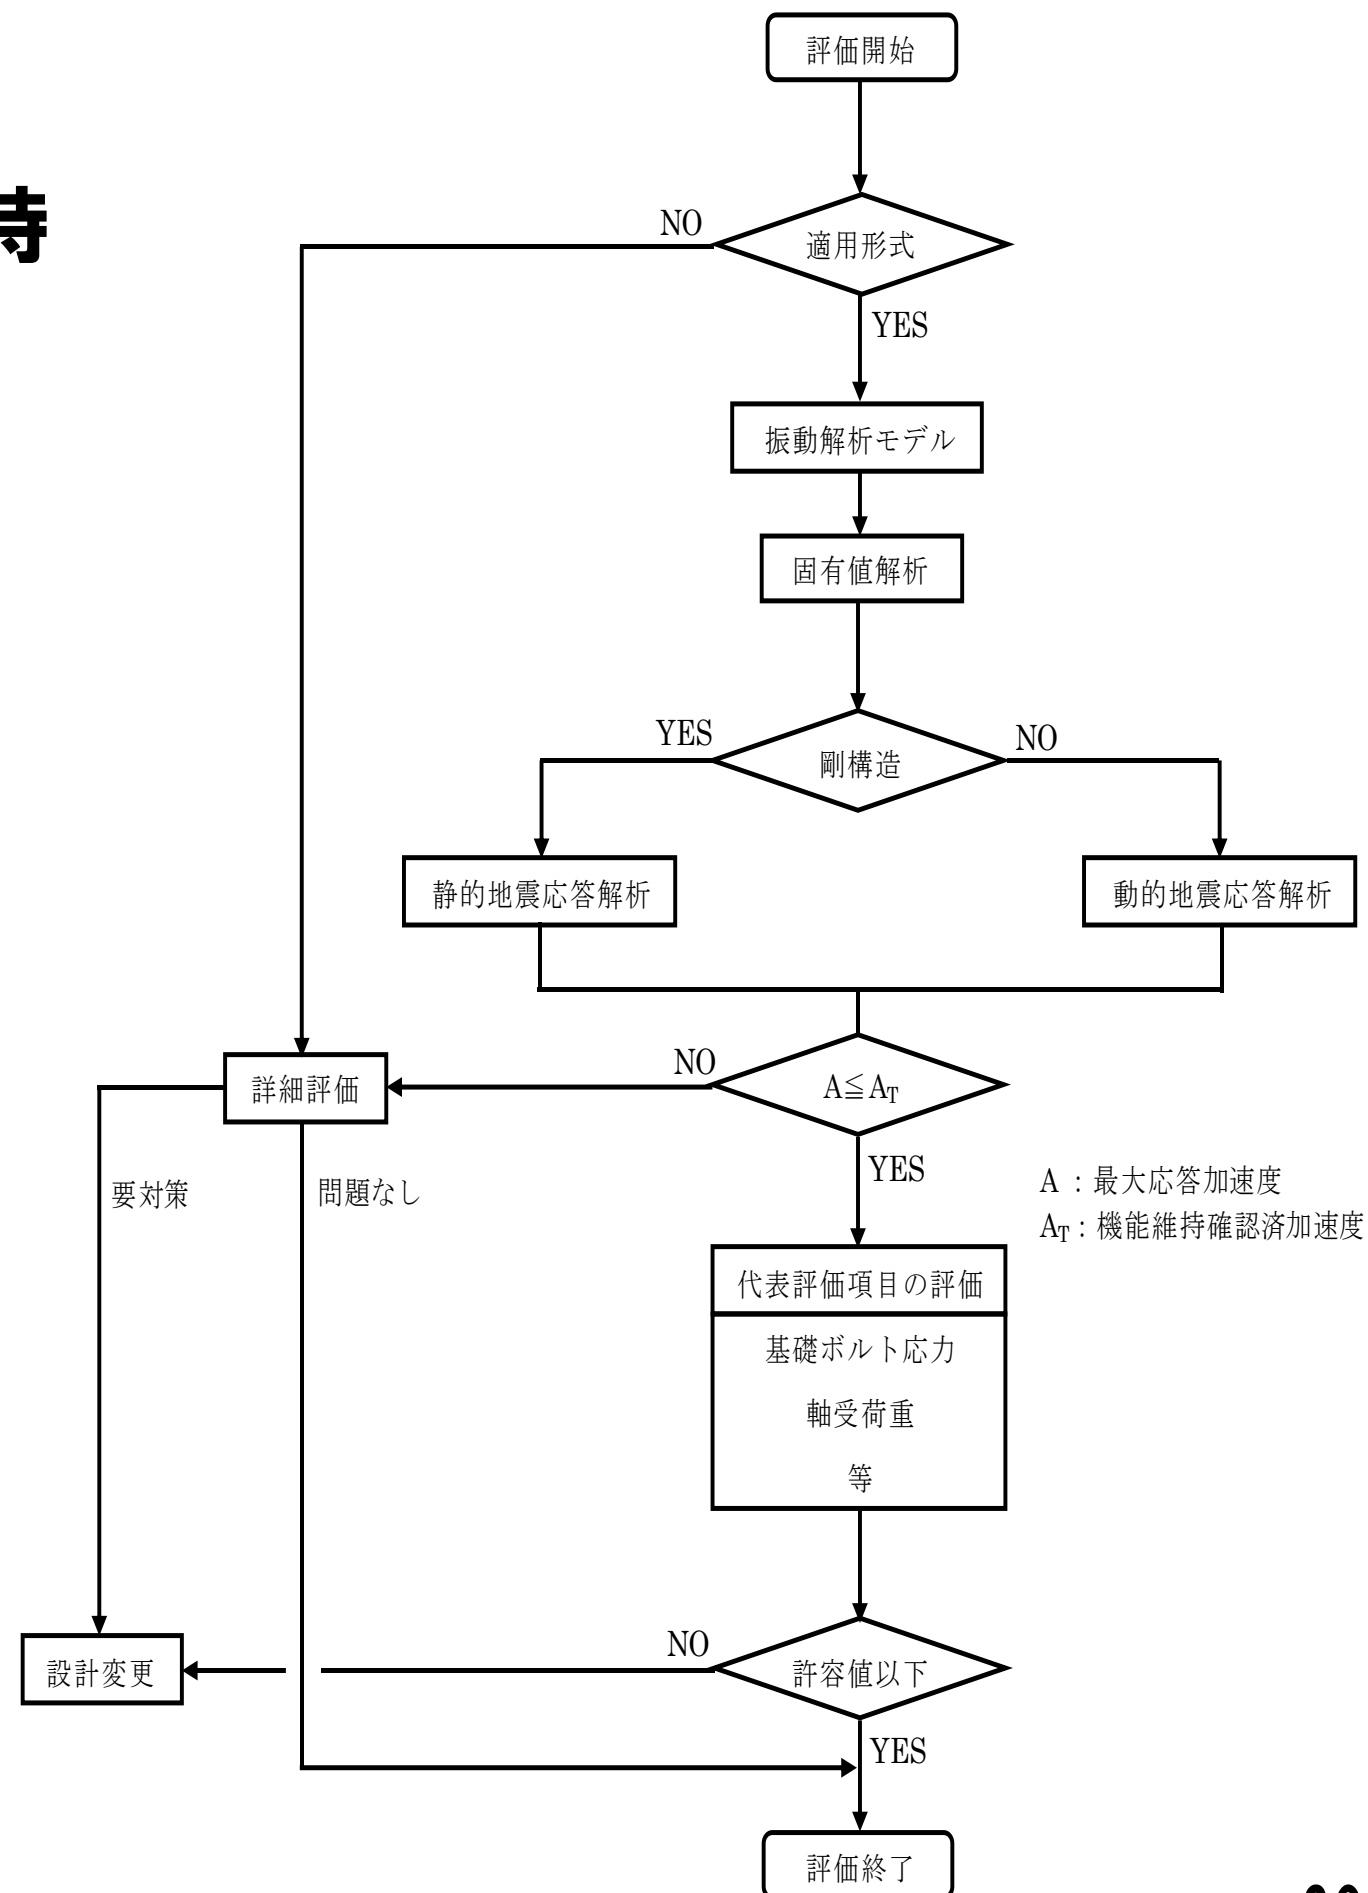 評価開始
持
NO
適用形式
YES
振動解析モデル
固有値解析
YES
剛構造
NO
静的地震応答解析
動的地震応答解析
NO
詳細評価
A≦A_T
YES
要対策
問題なし
A：最大応答加速度
A_T：機能維持確認済加速度
代表評価項目の評価
基礎ボルト応力
軸受荷重
等
NO
設計変更
許容値以下
YES
評価終了